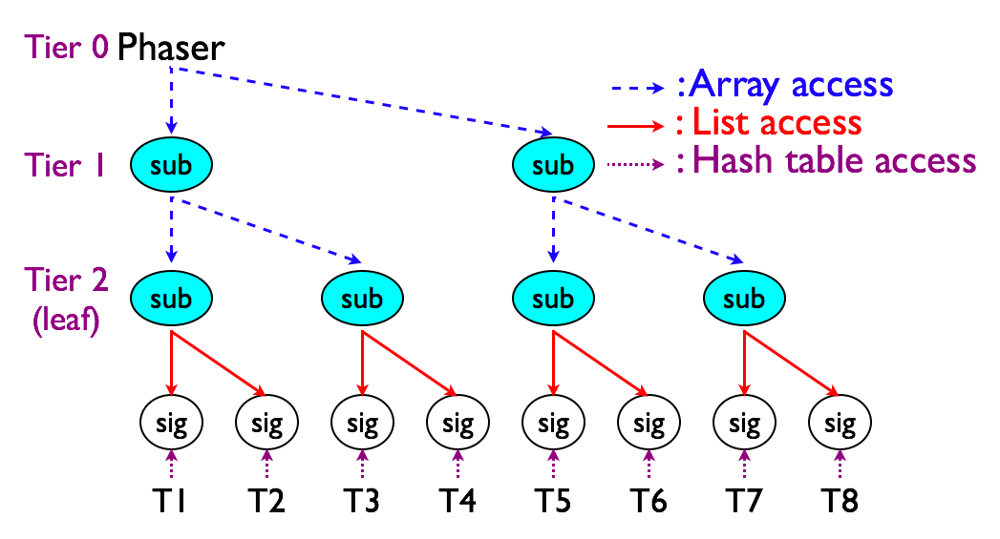 Tier 0 Phaser
: Array access
: List access
: Hash table access
Tier 1
sub
sub
Tier 2
(leaf)
sub
sub
sub
sub
sig
sig
sig
sig
sig
sig
sig
sig
T1
T2
T3
T4
T5
T6
T7
T8